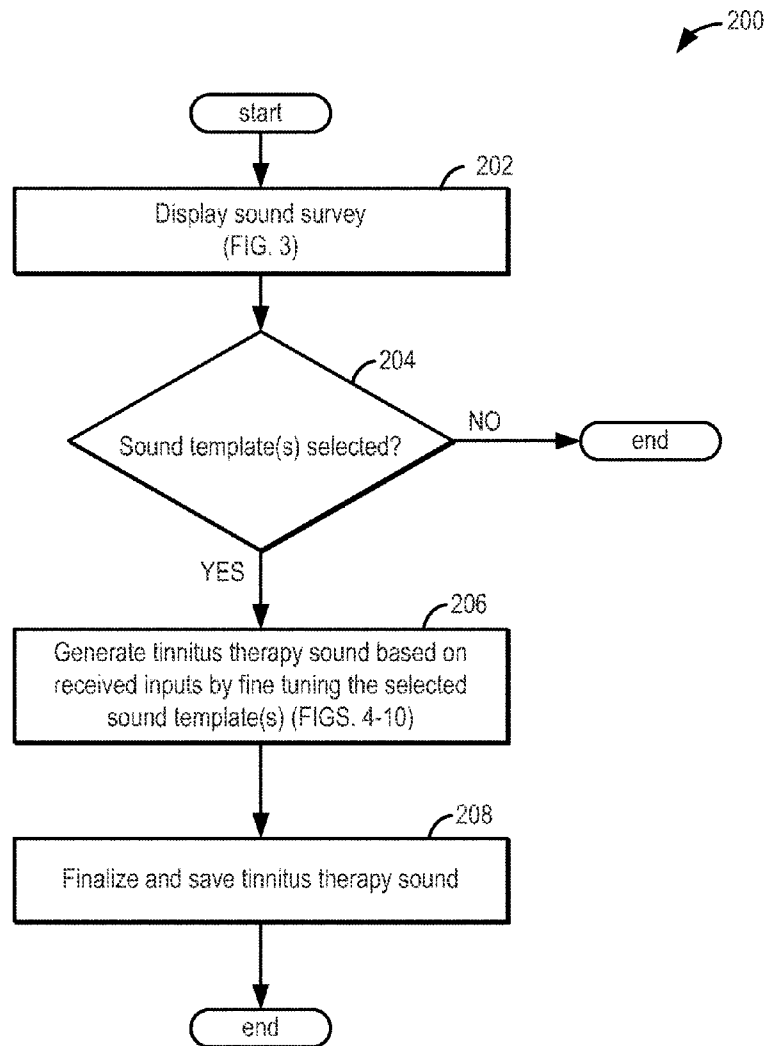 200
start
202
Display sound survey
(FIG. 3)
204
Sound template(s) selected?
NO
end
YES
206
Generate tinnitus therapy sound based on
received inputs by fine tuning the selected
sound template(s) (FIGS. 4-10)
208
Finalize and save tinnitus therapy sound
end